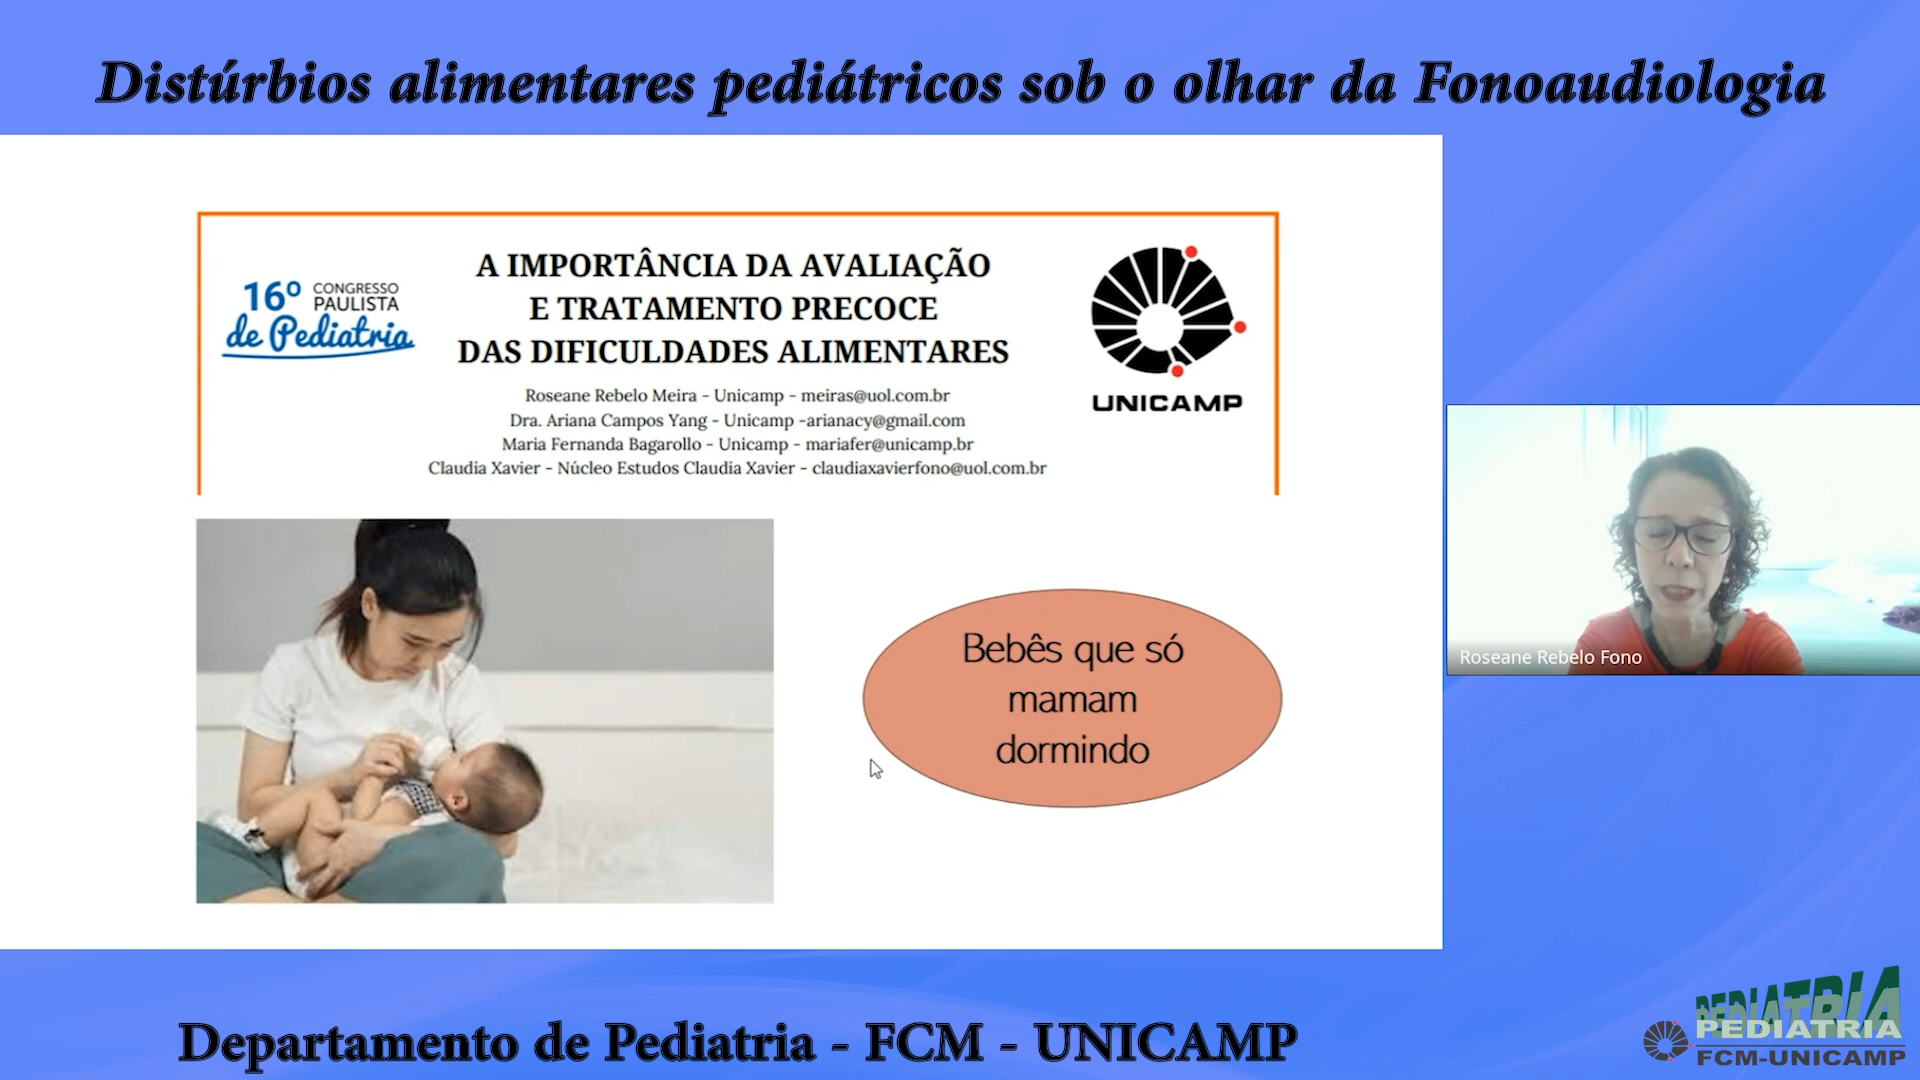 Distúrbios alimentares pediátricos sob o olhar da Fonoaudiologia
16º CONGRESSO
PAULISTA
de Pediatria
A IMPORTÂNCIA DA AVALIAÇÃO
E TRATAMENTO PRECOCE
DAS DIFICULDADES ALIMENTARES
Roseane Rebelo Meira - Unicamp - meiras@uol.com.br
Dra. Ariana Campos Yang - Unicamp -arianacy@gmail.com
Maria Fernanda Bagarollo - Unicamp - mariafer@unicamp.br
Claudia Xavier - Núcleo Estudos Claudia Xavier - claudiaxavierfono@uol.com.br
UNICAMP
Bebês que só
mamam
dormindo
Roseane Rebelo Fono
Departamento de Pediatria - FCM - UNICAMP
PEDIATRIA
PEDIATRIA
FCM-UNICAMP